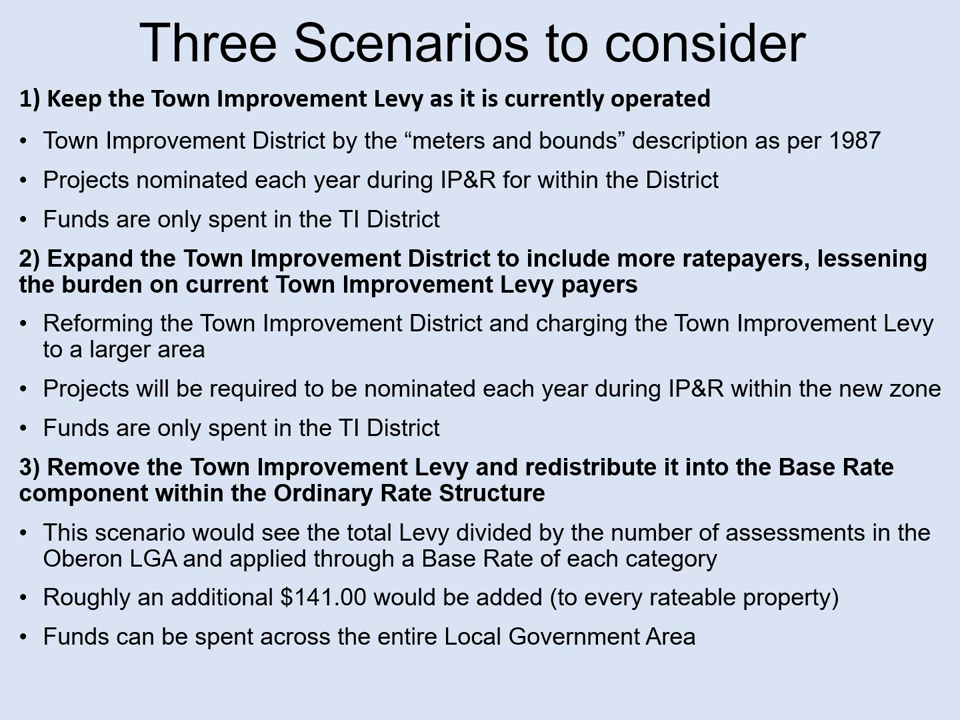 Three Scenarios to consider
1) Keep the Town Improvement Levy as it is currently operated
• Town Improvement District by the “meters and bounds” description as per 1987
• Projects nominated each year during IP&R for within the District
• Funds are only spent in the TI District
2) Expand the Town Improvement District to include more ratepayers, lessening
the burden on current Town Improvement Levy payers
• Reforming the Town Improvement District and charging the Town Improvement Levy
to a larger area
• Projects will be required to be nominated each year during IP&R within the new zone
• Funds are only spent in the TI District
3) Remove the Town Improvement Levy and redistribute it into the Base Rate
component within the Ordinary Rate Structure
• This scenario would see the total Levy divided by the number of assessments in the
Oberon LGA and applied through a Base Rate of each category
• Roughly an additional $141.00 would be added (to every rateable property)
• Funds can be spent across the entire Local Government Area